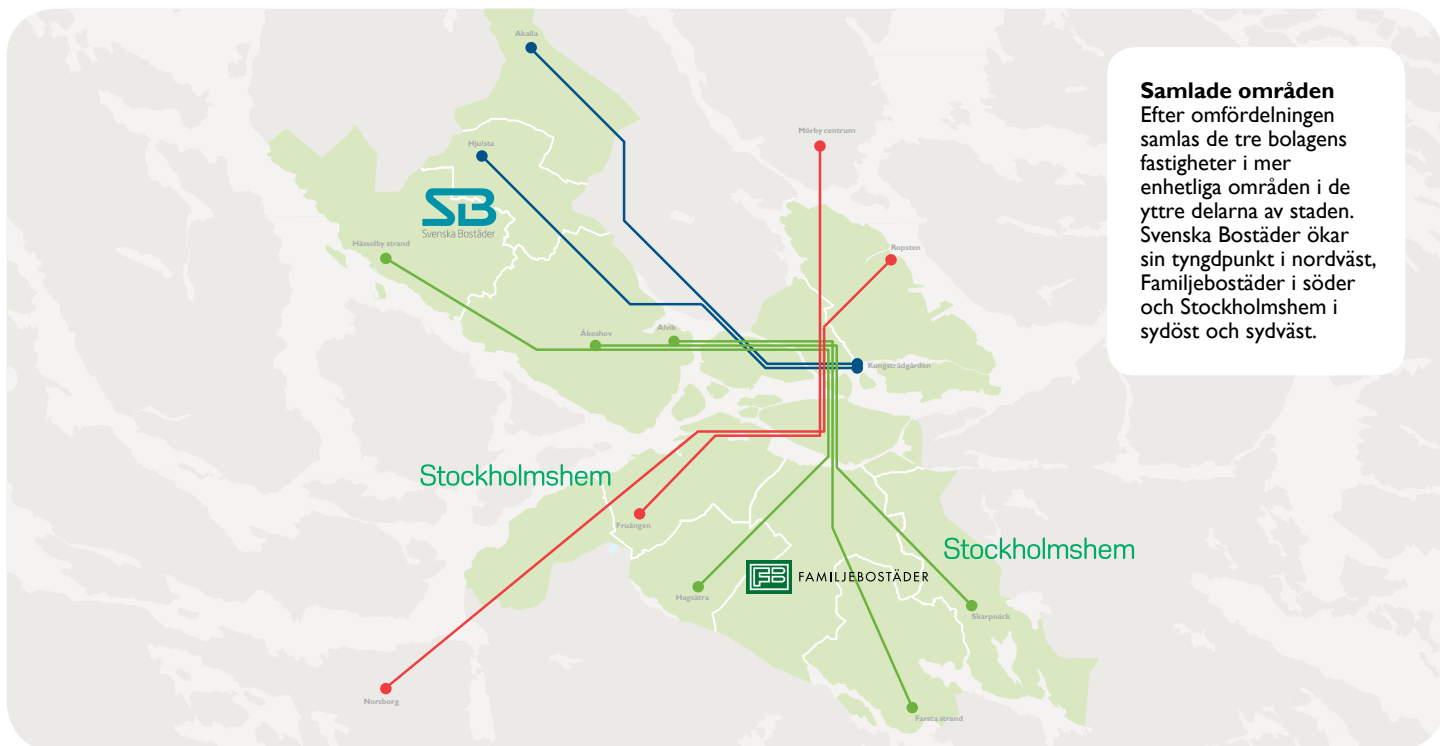 Akalla
Samlade områden
Efter omfördelningen
samlas de tre bolagens
fastigheter i mer
enhetliga områden i de
yttre delarna av staden.
Svenska Bostäder ökar
sin tyngdpunkt i nordväst,
Familjebostäder i söder
och Stockholmshem i
sydöst och sydväst.
Mörby centrum
Hjulsta
SB
Svenska Bostäder
Hässelby strand
Ropsten
Alvik
Åkeshov
Kungsträdgården
Stockholmshem
Fruängen
Stockholmshem
FB FAMILJEBOSTÄDER
Hagsätra
Skarpnäck
Norsborg
Farsta strand